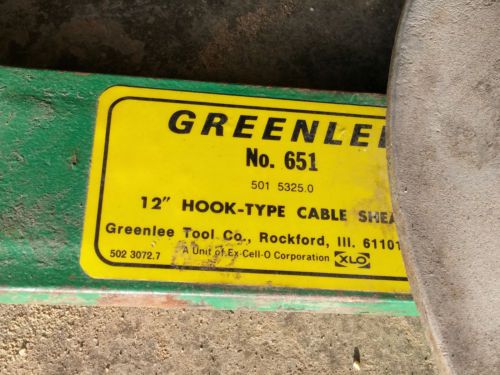 GREENLEE
No. 651
501 5325.0
12" HOOK-TYPE CABLE SHEA
Greenlee Tool Co., Rockford, Ill. 61101
502 3072.7 A Unit of Ex-Cell-O Corporation XLO